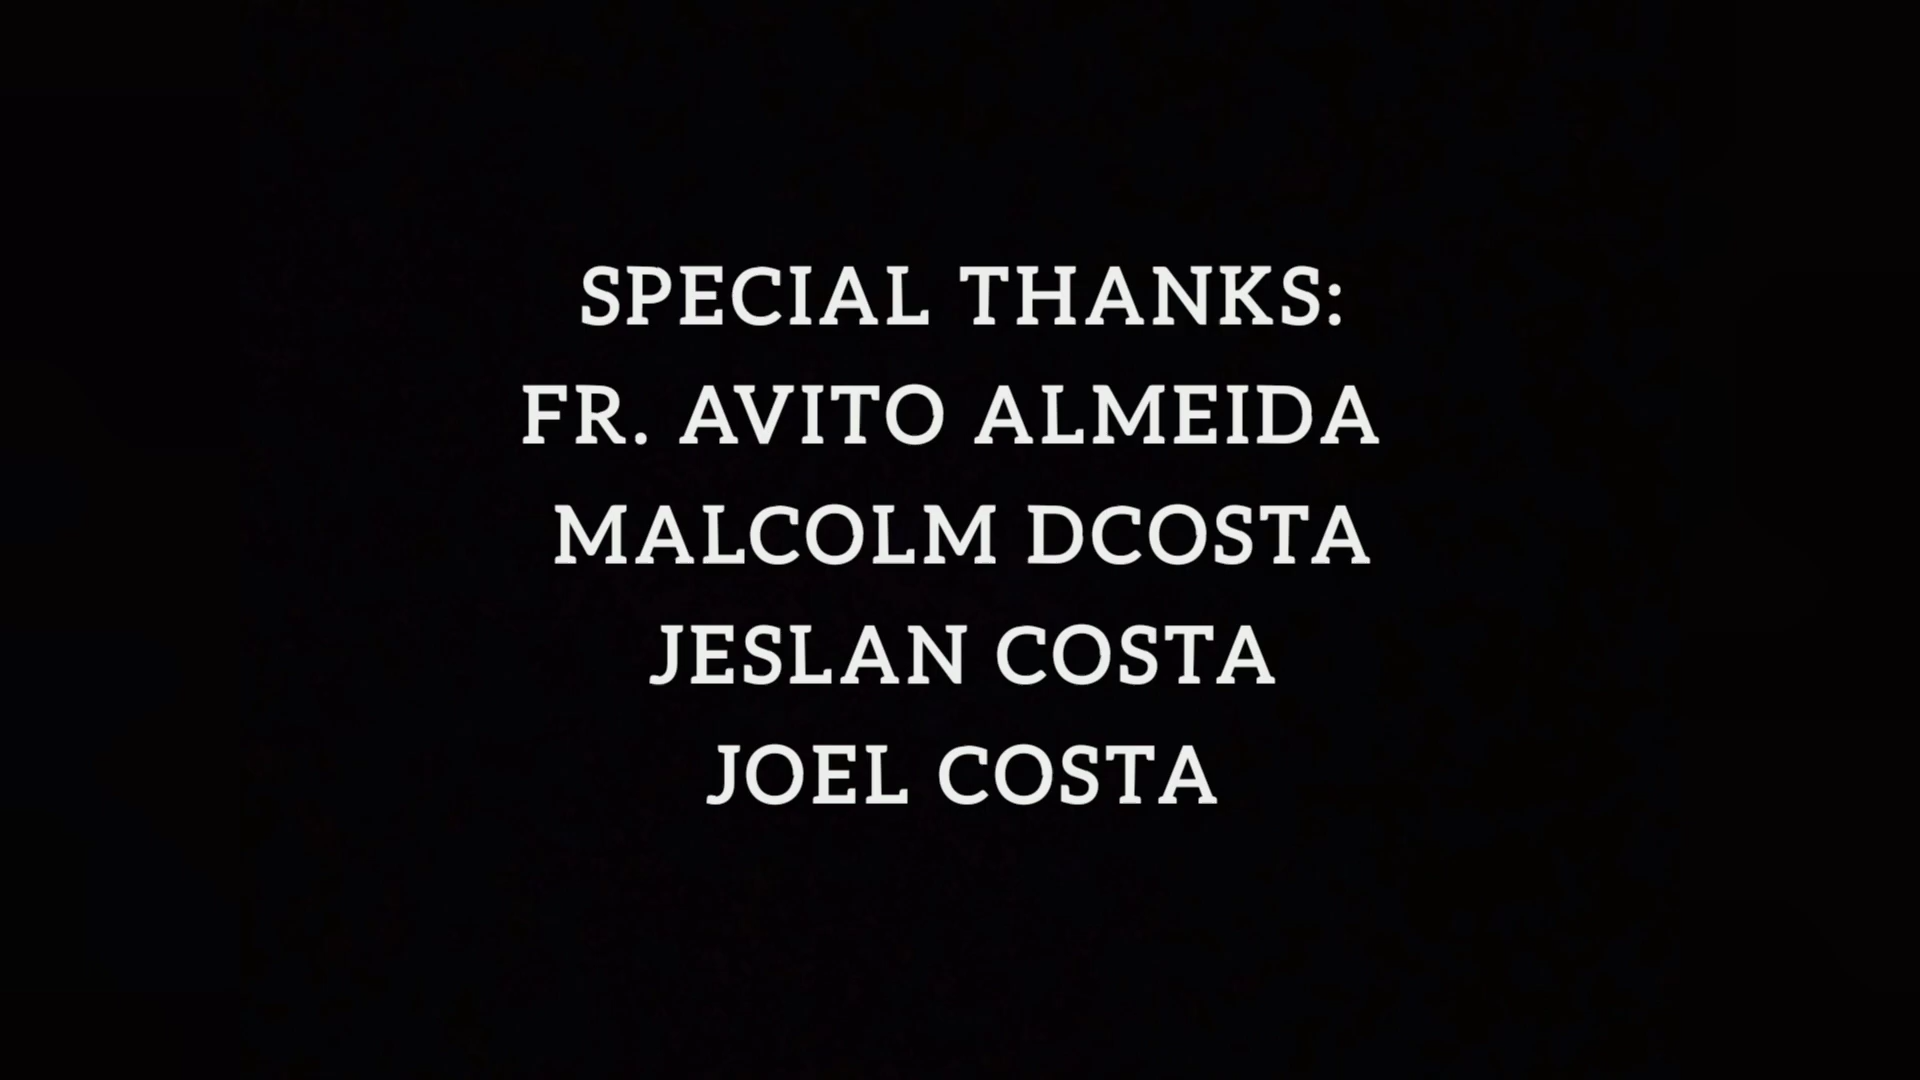 SPECIAL THANKS:
FR. AVITO ALMEIDA
MALCOLM DCOSTA
JESLAN COSTA
JOEL COSTA